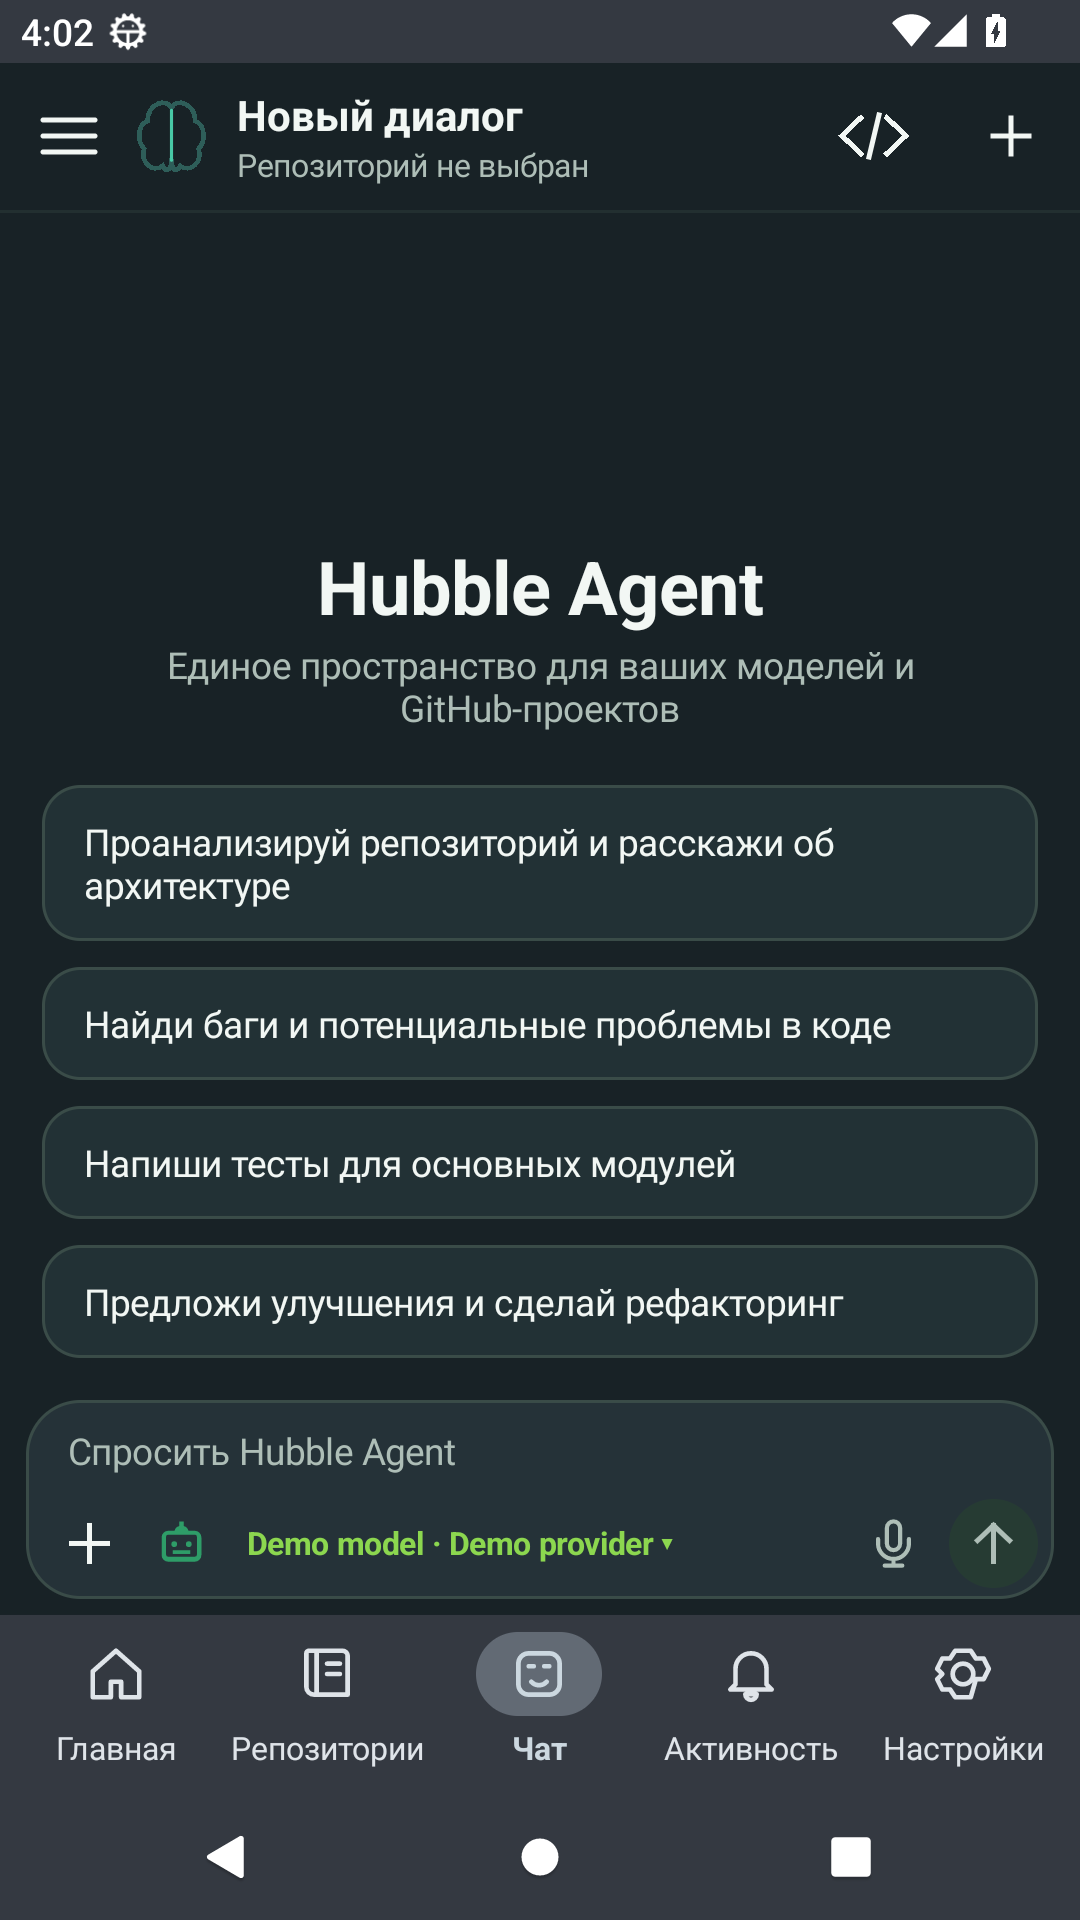 4:02
Новый диалог
Репозиторий не выбран
Hubble Agent
Единое пространство для ваших моделей и
GitHub-проектов
Проанализируй репозиторий и расскажи об
архитектуре
Найди баги и потенциальные проблемы в коде
Напиши тесты для основных модулей
Предложи улучшения и сделай рефакторинг
Спросить Hubble Agent
Demo model · Demo provider ▾
Главная
Репозитории
Чат
Активность
Настройки